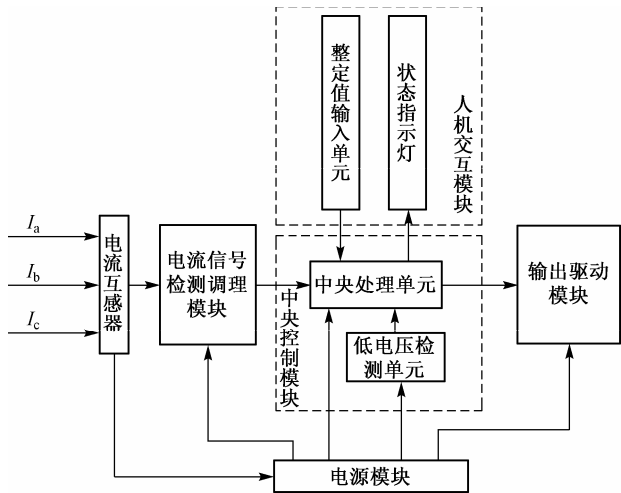 整定值输入单元
状态指示灯
人机交互模块
Ia
Ib
Ic
电流互感器
电流信号
检测调理
模块
中央处理单元
中央控制模块
低电压检
测单元
输出驱动
模块
电源模块